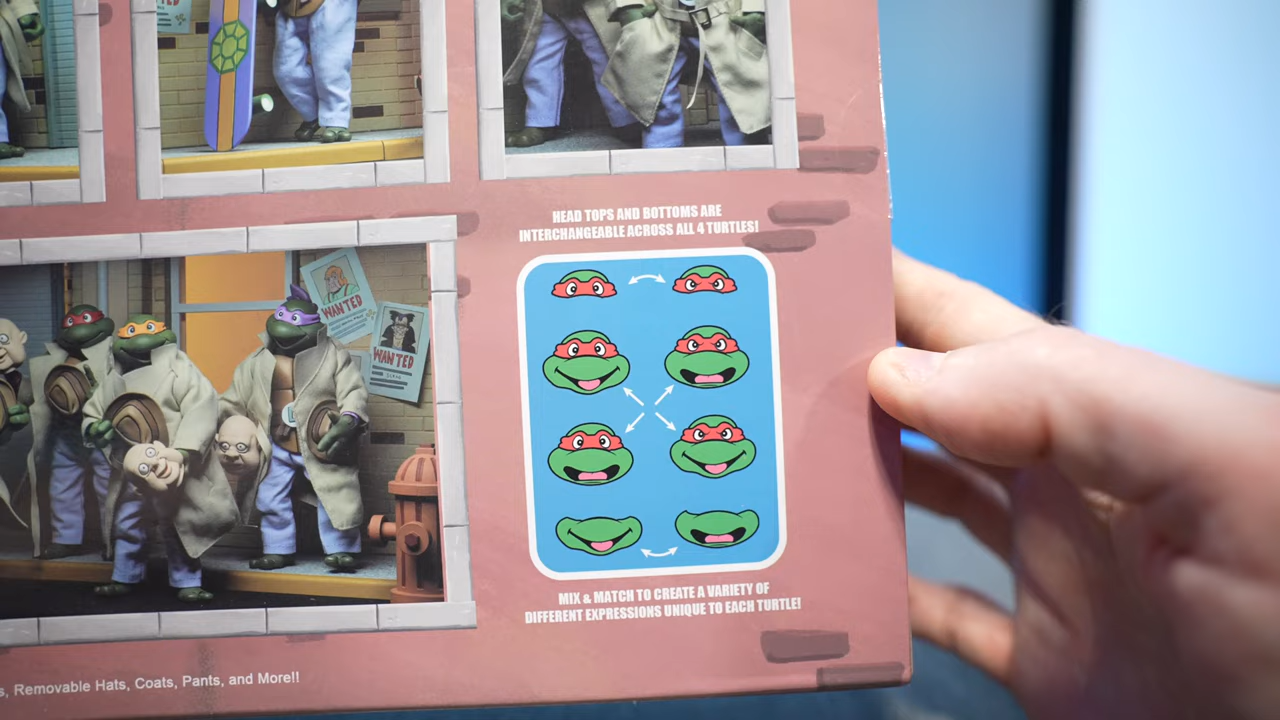 HEAD TOPS AND BOTTOMS ARE
INTERCHANGEABLE ACROSS ALL 4 TURTLES!
WANTED
WANTED
MIX & MATCH TO CREATE A VARIETY OF
DIFFERENT EXPRESSIONS UNIQUE TO EACH TURTLE!
Removable Hats, Coats, Pants, and More!!